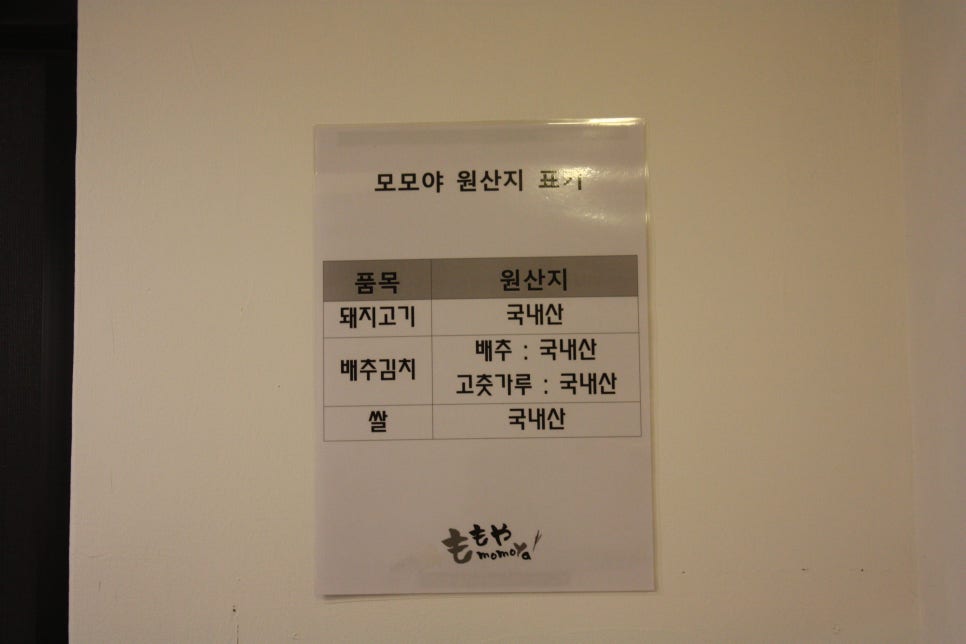 모모야 원산지 표기
품목 원산지
돼지고기 국내산
배추김치 배추 : 국내산
고춧가루 : 국내산
쌀 국내산
ももや
momoya